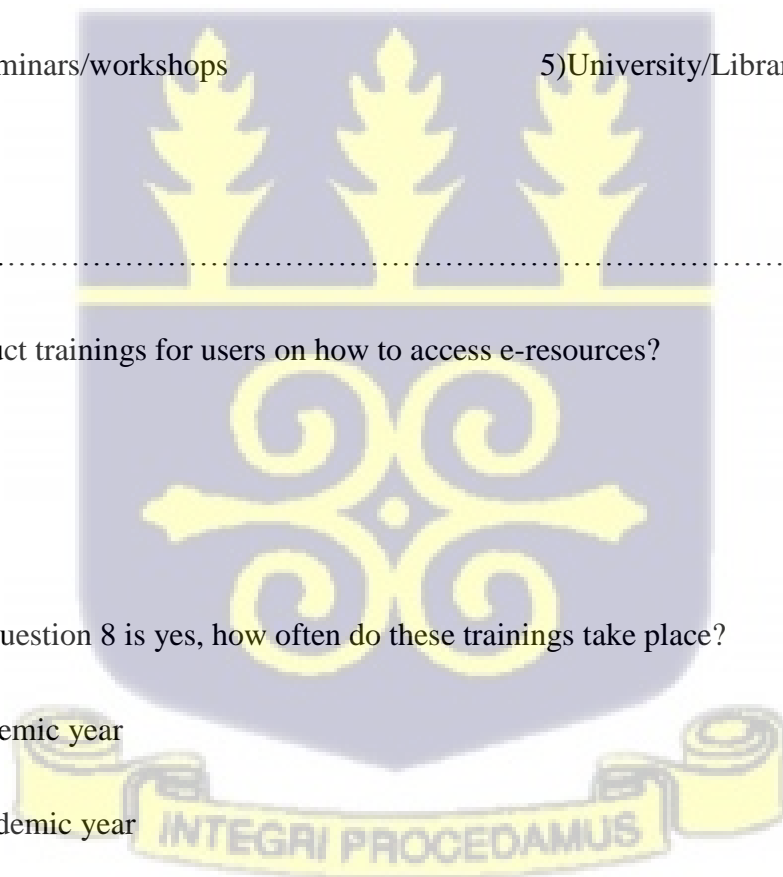 minars/workshops 5)University/Librar
................................................................................
uct trainings for users on how to access e-resources?
uestion 8 is yes, how often do these trainings take place?
emic year
demic year
INTEGRI PROCEDAMUS